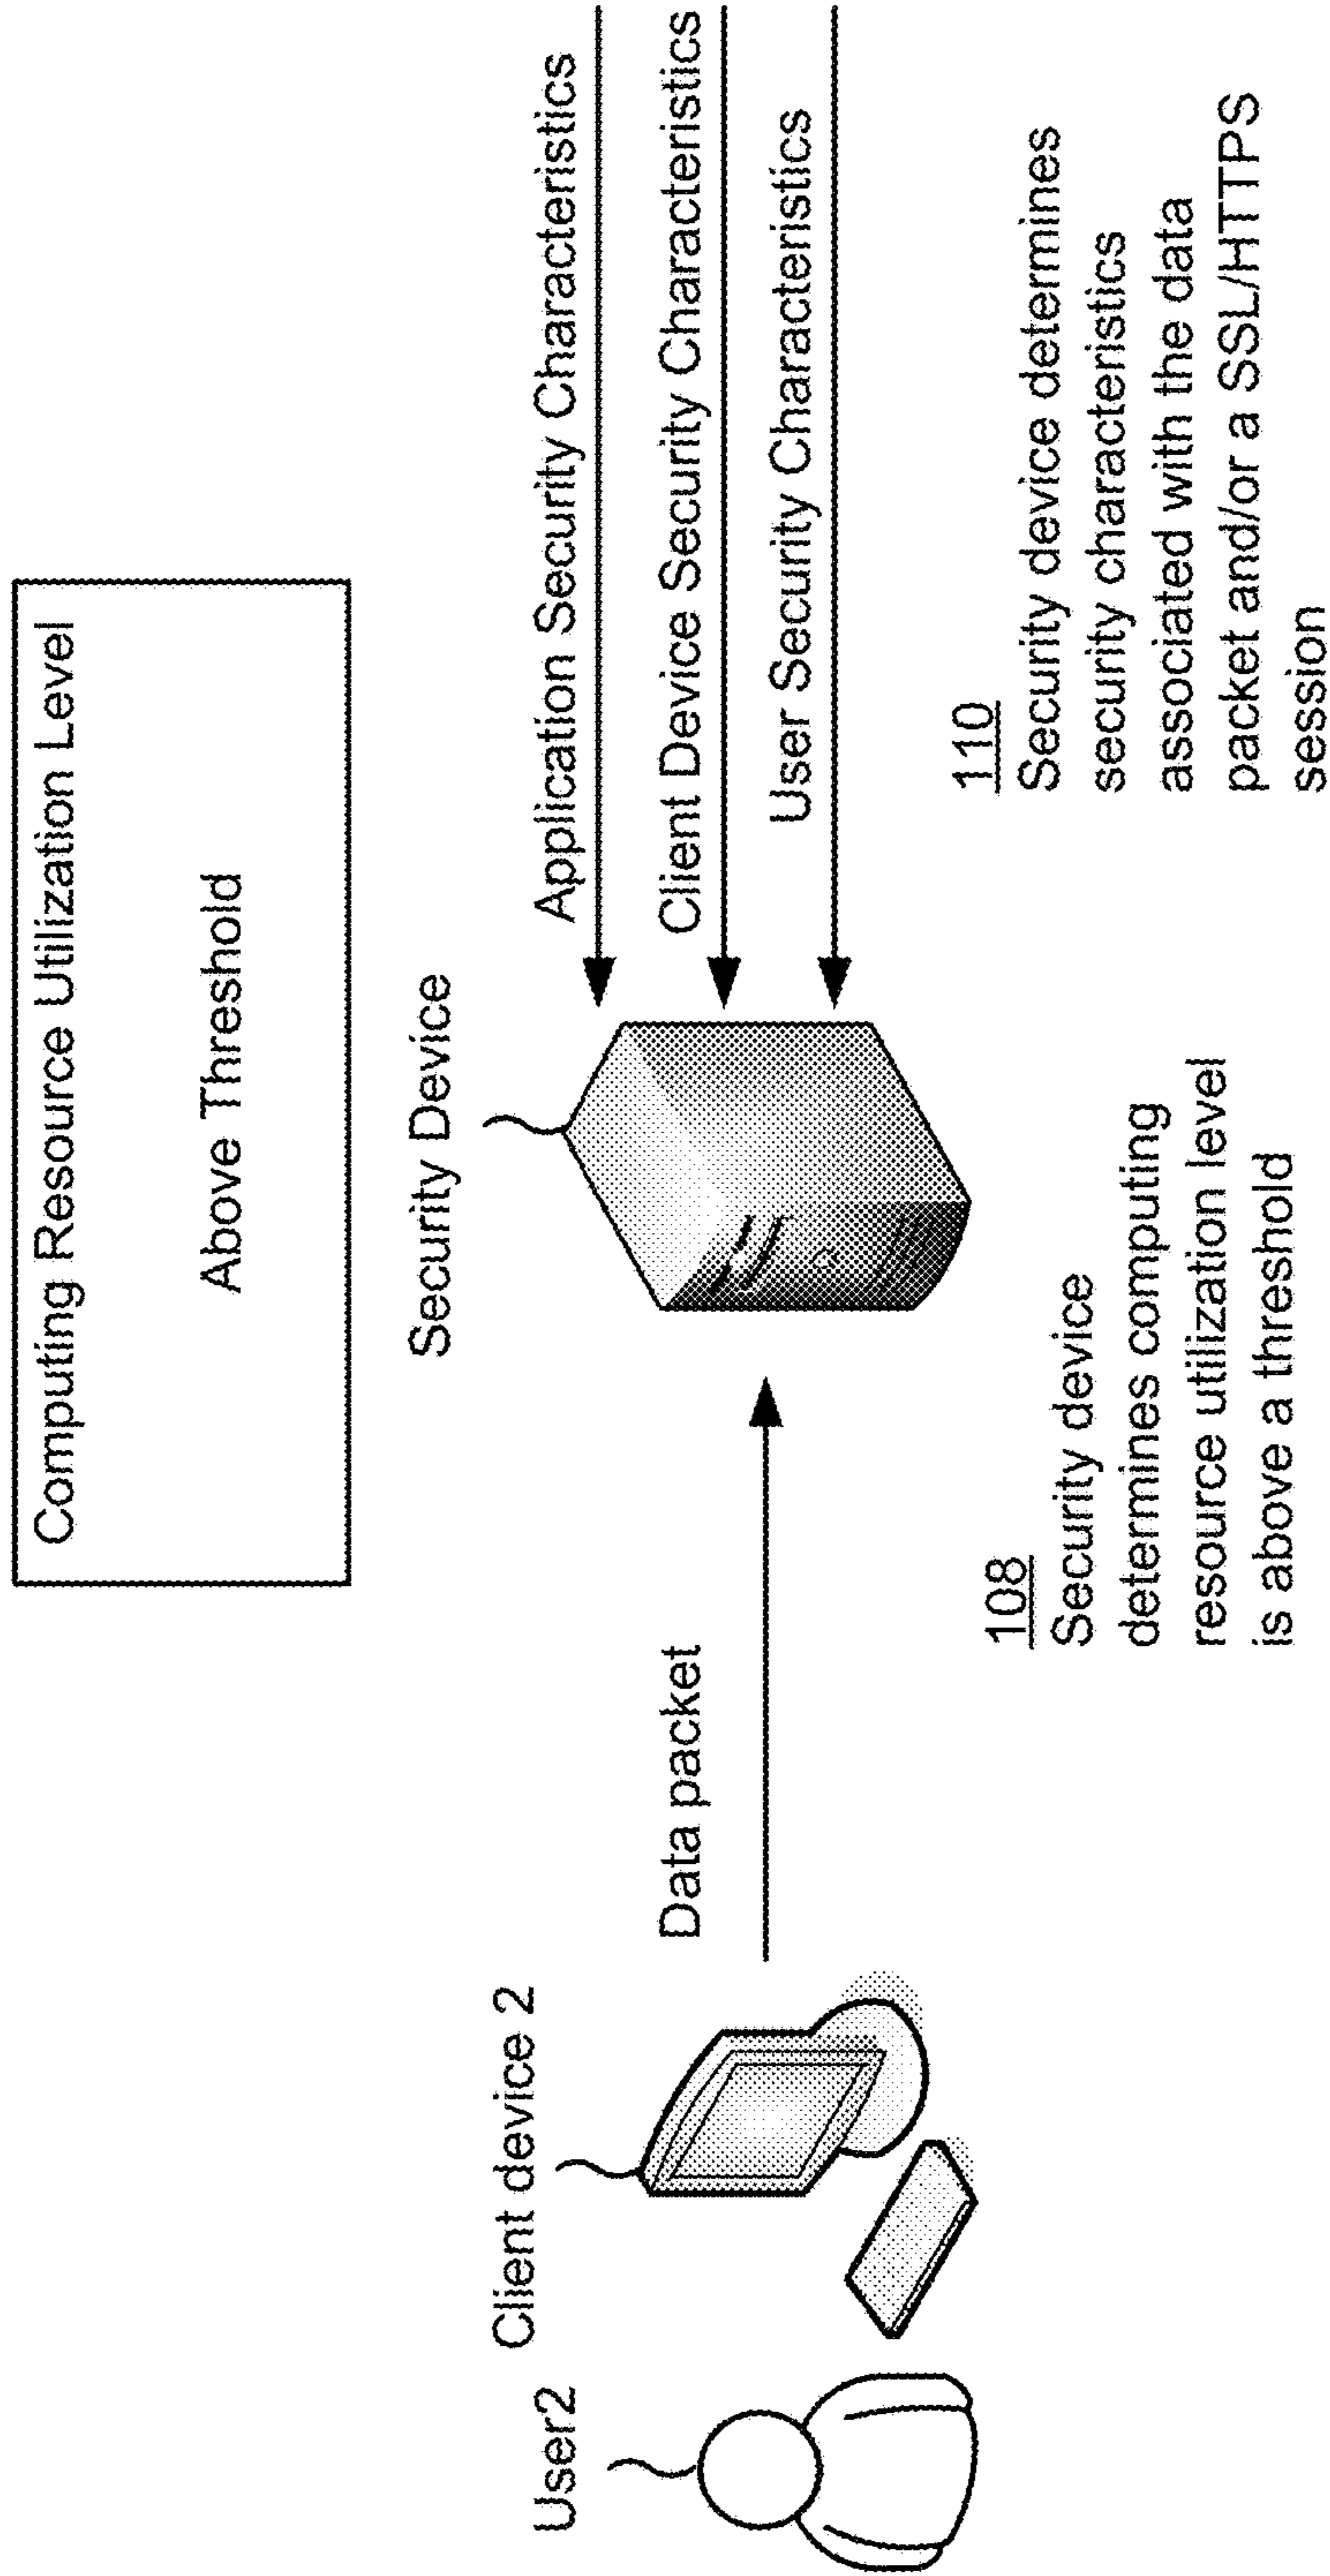 Computing Resource Utilization Level
Above Threshold
Security Device
User2
Client device 2
Data packet
Application Security Characteristics
Client Device Security Characteristics
User Security Characteristics
108
Security device
determines computing
resource utilization level
is above a threshold
110
Security device determines
security characteristics
associated with the data
packet and/or a SSL/HTTPS
session